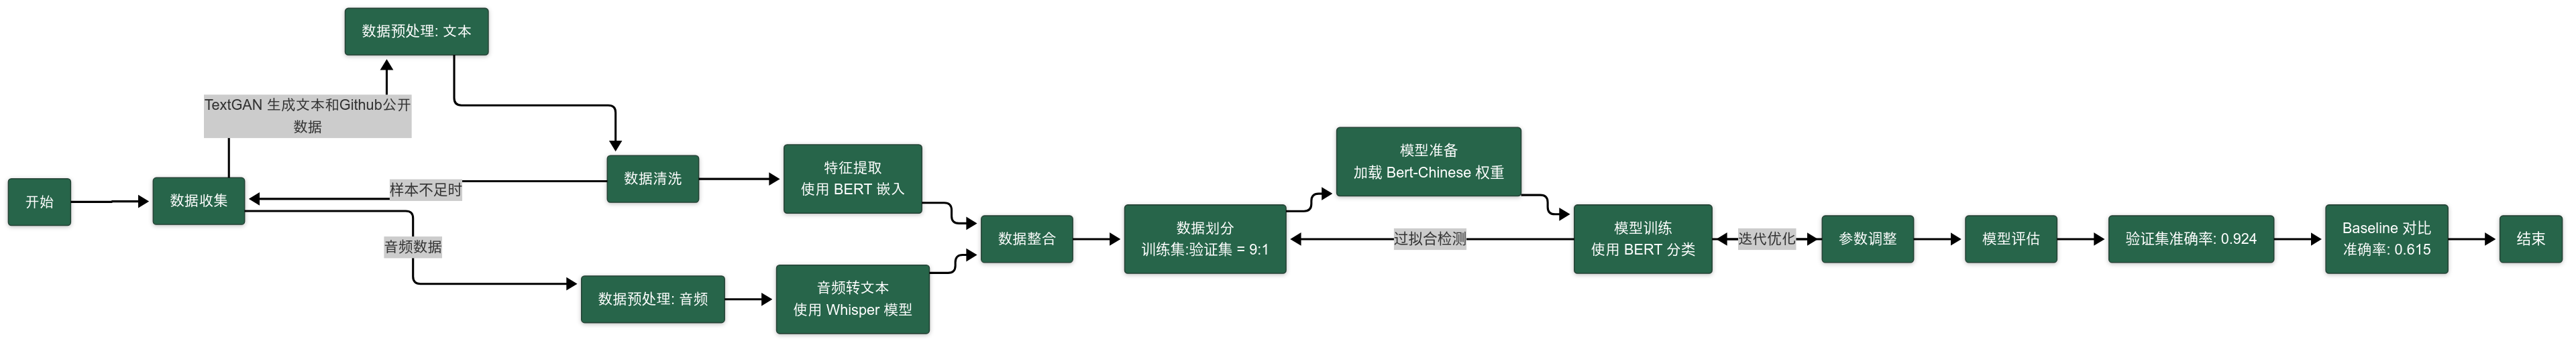 数据预处理: 文本
TextGAN 生成文本和Github公开
数据
开始
数据收集
样本不足时
音频数据
数据清洗
特征提取
使用 BERT 嵌入
数据预处理: 音频
音频转文本
使用 Whisper 模型
数据整合
数据划分
训练集:验证集 = 9:1
模型准备
加载 Bert-Chinese 权重
过拟合检测
模型训练
使用 BERT 分类
迭代优化
参数调整
模型评估
验证集准确率: 0.924
Baseline 对比
准确率: 0.615
结束